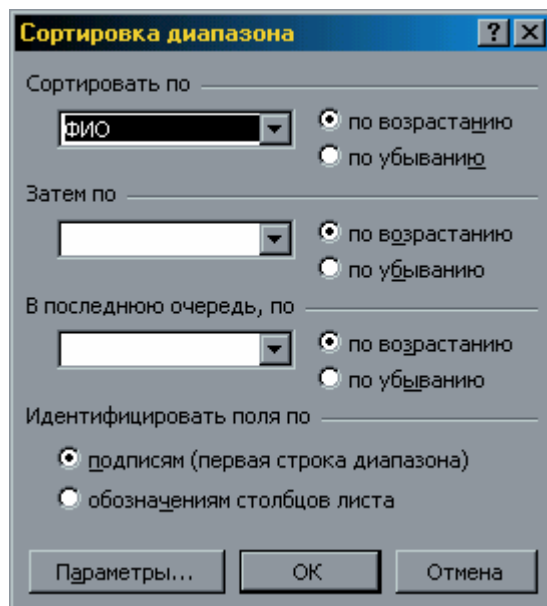 Сортировка диапазона
Сортировать по
ФИО
по возрастанию
по убыванию
Затем по
по возрастанию
по убыванию
В последнюю очередь, по
по возрастанию
по убыванию
Идентифицировать поля по
подписям (первая строка диапазона)
обозначениям столбцов листа
Параметры... ОК Отмена